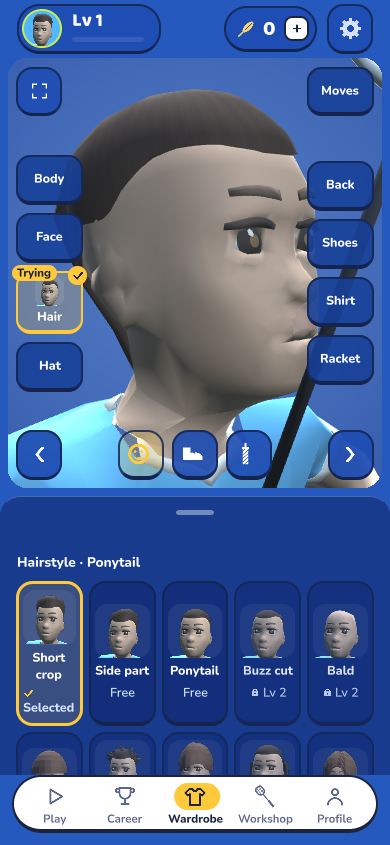 Lv 1
0
+
Moves
Body
Back
Face
Shoes
Trying
Hair
Shirt
Hat
Racket
Hairstyle · Ponytail
Short
crop
✓
Selected
Side part
Free
Ponytail
Free
Buzz cut
Lv 2
Bald
Lv 2
Play
Career
Wardrobe
Workshop
Profile